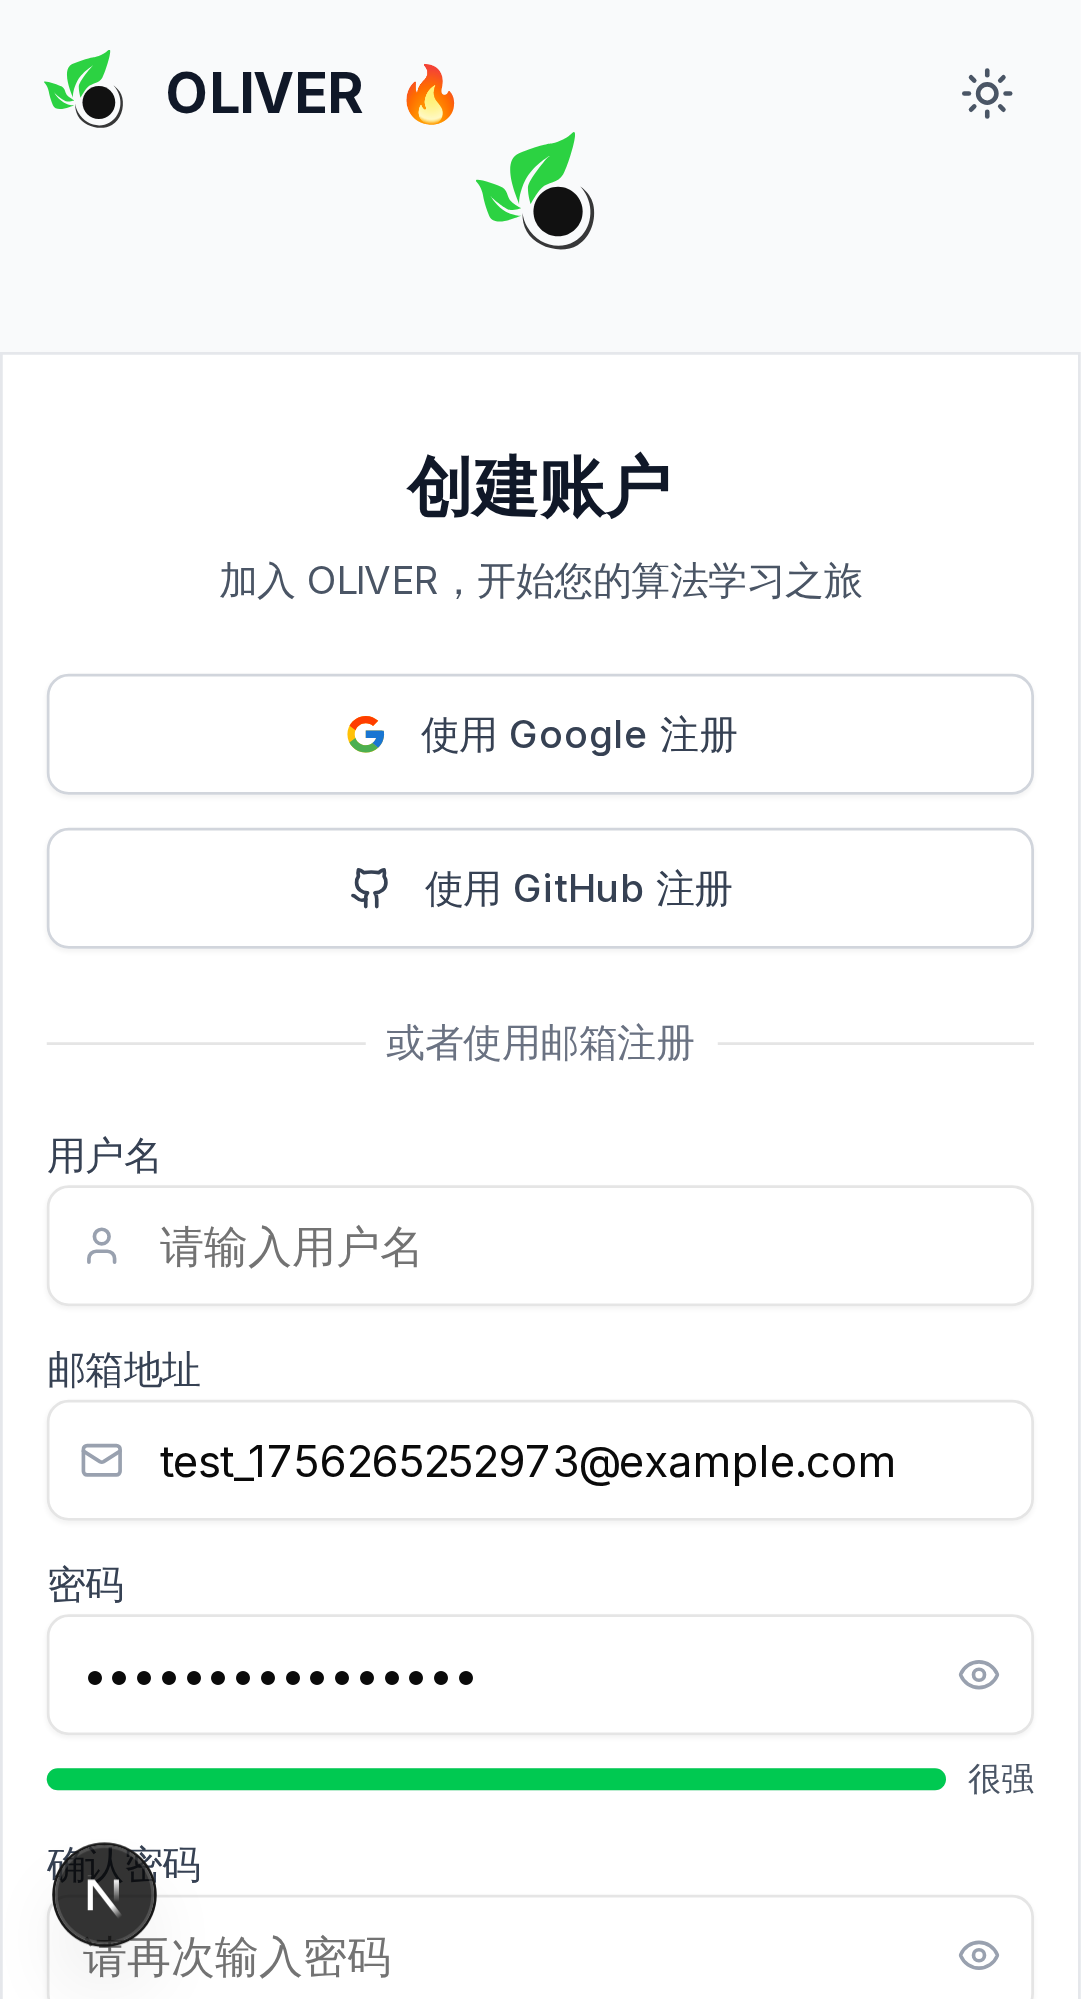 OLIVER 🔥
创建账户
加入 OLIVER，开始您的算法学习之旅
使用 Google 注册
使用 GitHub 注册
或者使用邮箱注册
用户名
请输入用户名
邮箱地址
test_1756265252973@example.com
密码
••••••••••••••••
很强
确认密码
N
请再次输入密码